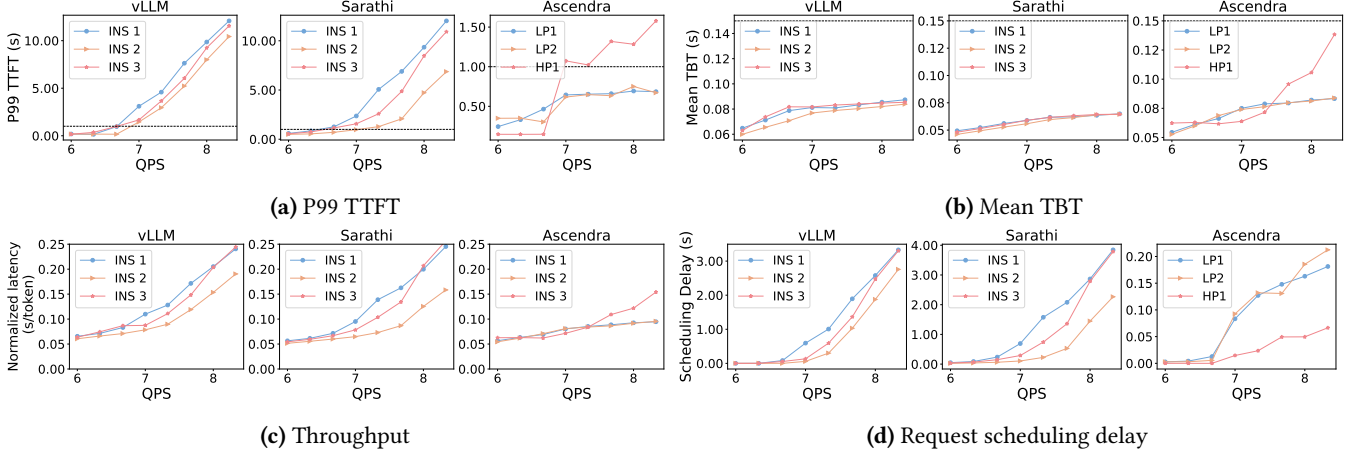 vLLM
P99 TTFT (s)
10.00
5.00
0.00
INS 1
INS 2
INS 3
6 7 8
QPS
Sarathi
10.00
5.00
0.00
INS 1
INS 2
INS 3
6 7 8
QPS
Ascendra
1.50
1.00
0.50
LP1
LP2
HP1
6 7 8
QPS
(a) P99 TTFT
vLLM
Mean TBT (s)
0.14
0.12
0.10
0.08
0.06
INS 1
INS 2
INS 3
6 7 8
QPS
Sarathi
0.15
0.12
0.10
0.08
0.05
INS 1
INS 2
INS 3
6 7 8
QPS
Ascendra
0.15
0.12
0.10
0.08
0.05
LP1
LP2
HP1
6 7 8
QPS
(b) Mean TBT
vLLM
Normalized latency
(s/token)
0.25
0.20
0.15
0.10
0.05
0.00
INS 1
INS 2
INS 3
6 7 8
QPS
Sarathi
0.25
0.20
0.15
0.10
0.05
0.00
INS 1
INS 2
INS 3
6 7 8
QPS
Ascendra
0.25
0.20
0.15
0.10
0.05
0.00
INS 1
INS 2
INS 3
6 7 8
QPS
(c) Throughput
vLLM
Scheduling Delay (s)
3.00
2.00
1.00
0.00
INS 1
INS 2
INS 3
6 7 8
QPS
Sarathi
4.00
3.00
2.00
1.00
0.00
INS 1
INS 2
INS 3
6 7 8
QPS
Ascendra
0.20
0.15
0.10
0.05
0.00
LP1
LP2
HP1
6 7 8
QPS
(d) Request scheduling delay